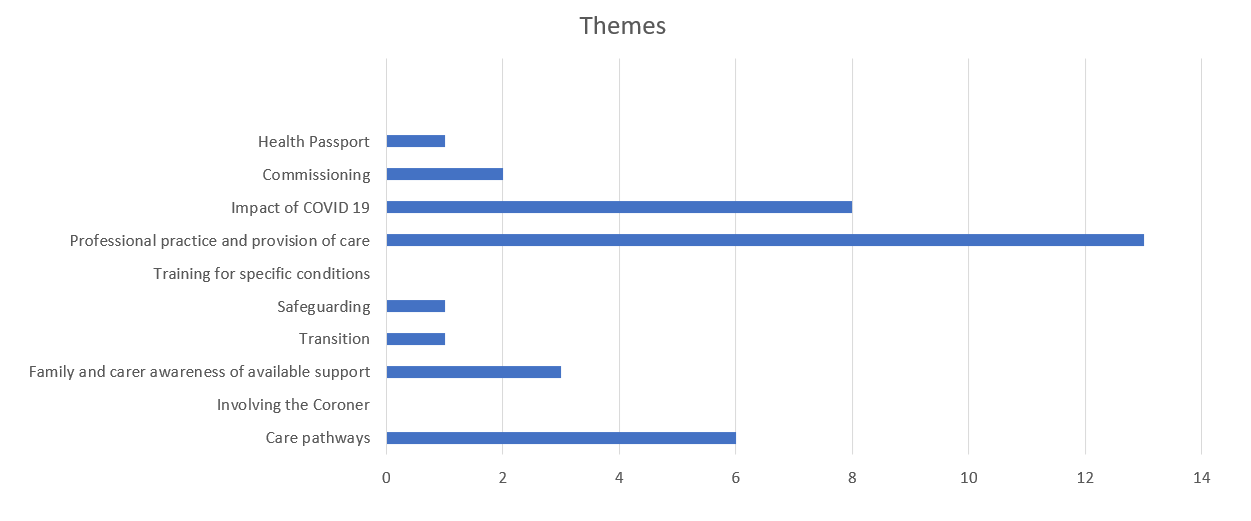 Themes
Health Passport
Commissioning
Impact of COVID 19
Professional practice and provision of care
Training for specific conditions
Safeguarding
Transition
Family and carer awareness of available support
Involving the Coroner
Care pathways
0 2 4 6 8 10 12 14